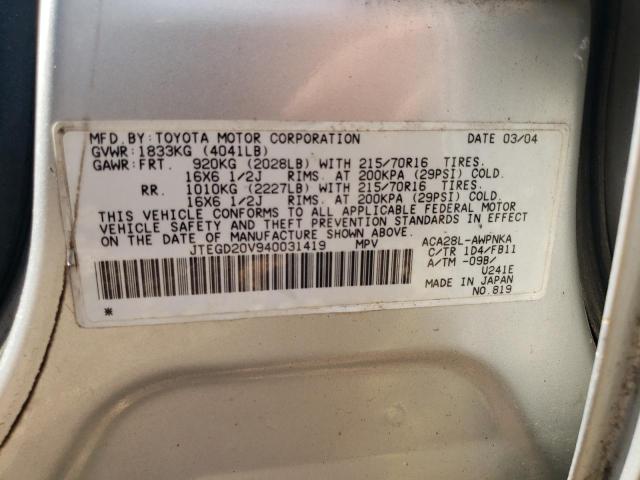 MFD. BY: TOYOTA MOTOR CORPORATION DATE 03/04
GVWR: 1833KG (4041LB)
GAWR: FRT. 920KG (2028LB) WITH 215/70R16 TIRES.
16X6 1/2J RIMS. AT 200KPA (29PSI) COLD.
RR. 1010KG (2227LB) WITH 215/70R16 TIRES.
16X6 1/2J RIMS. AT 200KPA (29PSI) COLD.
THIS VEHICLE CONFORMS TO ALL APPLICABLE FEDERAL MOTOR
VEHICLE SAFETY AND THEFT PREVENTION STANDARDS IN EFFECT
ON THE DATE OF MANUFACTURE SHOWN ABOVE.
JTEGD20V940031419 MPV ACA28L-AWPNKA
C/TR 1D4/FB11
A/TM -09B/
U241E
MADE IN JAPAN
* NO.819